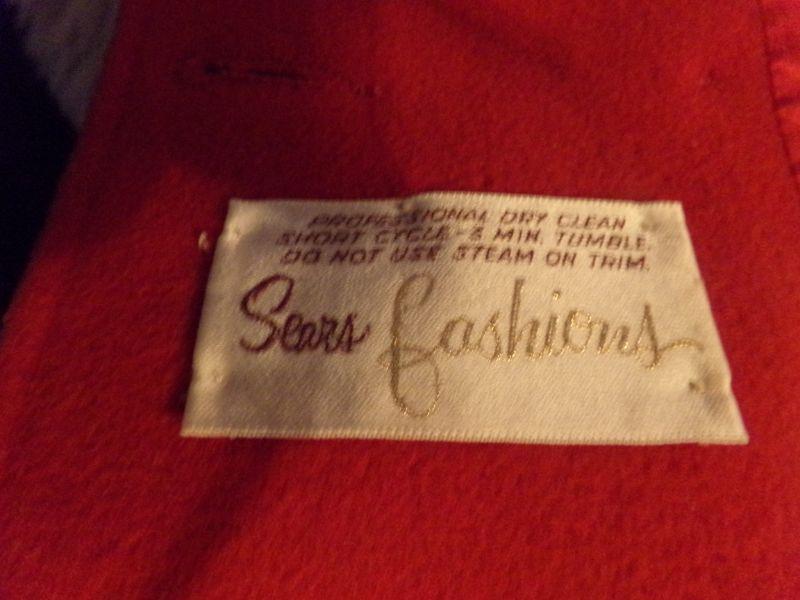 PROFESSIONAL DRY CLEAN
SHORT CYCLE - 5 MIN. TUMBLE.
DO NOT USE STEAM ON TRIM.
Sears fashions